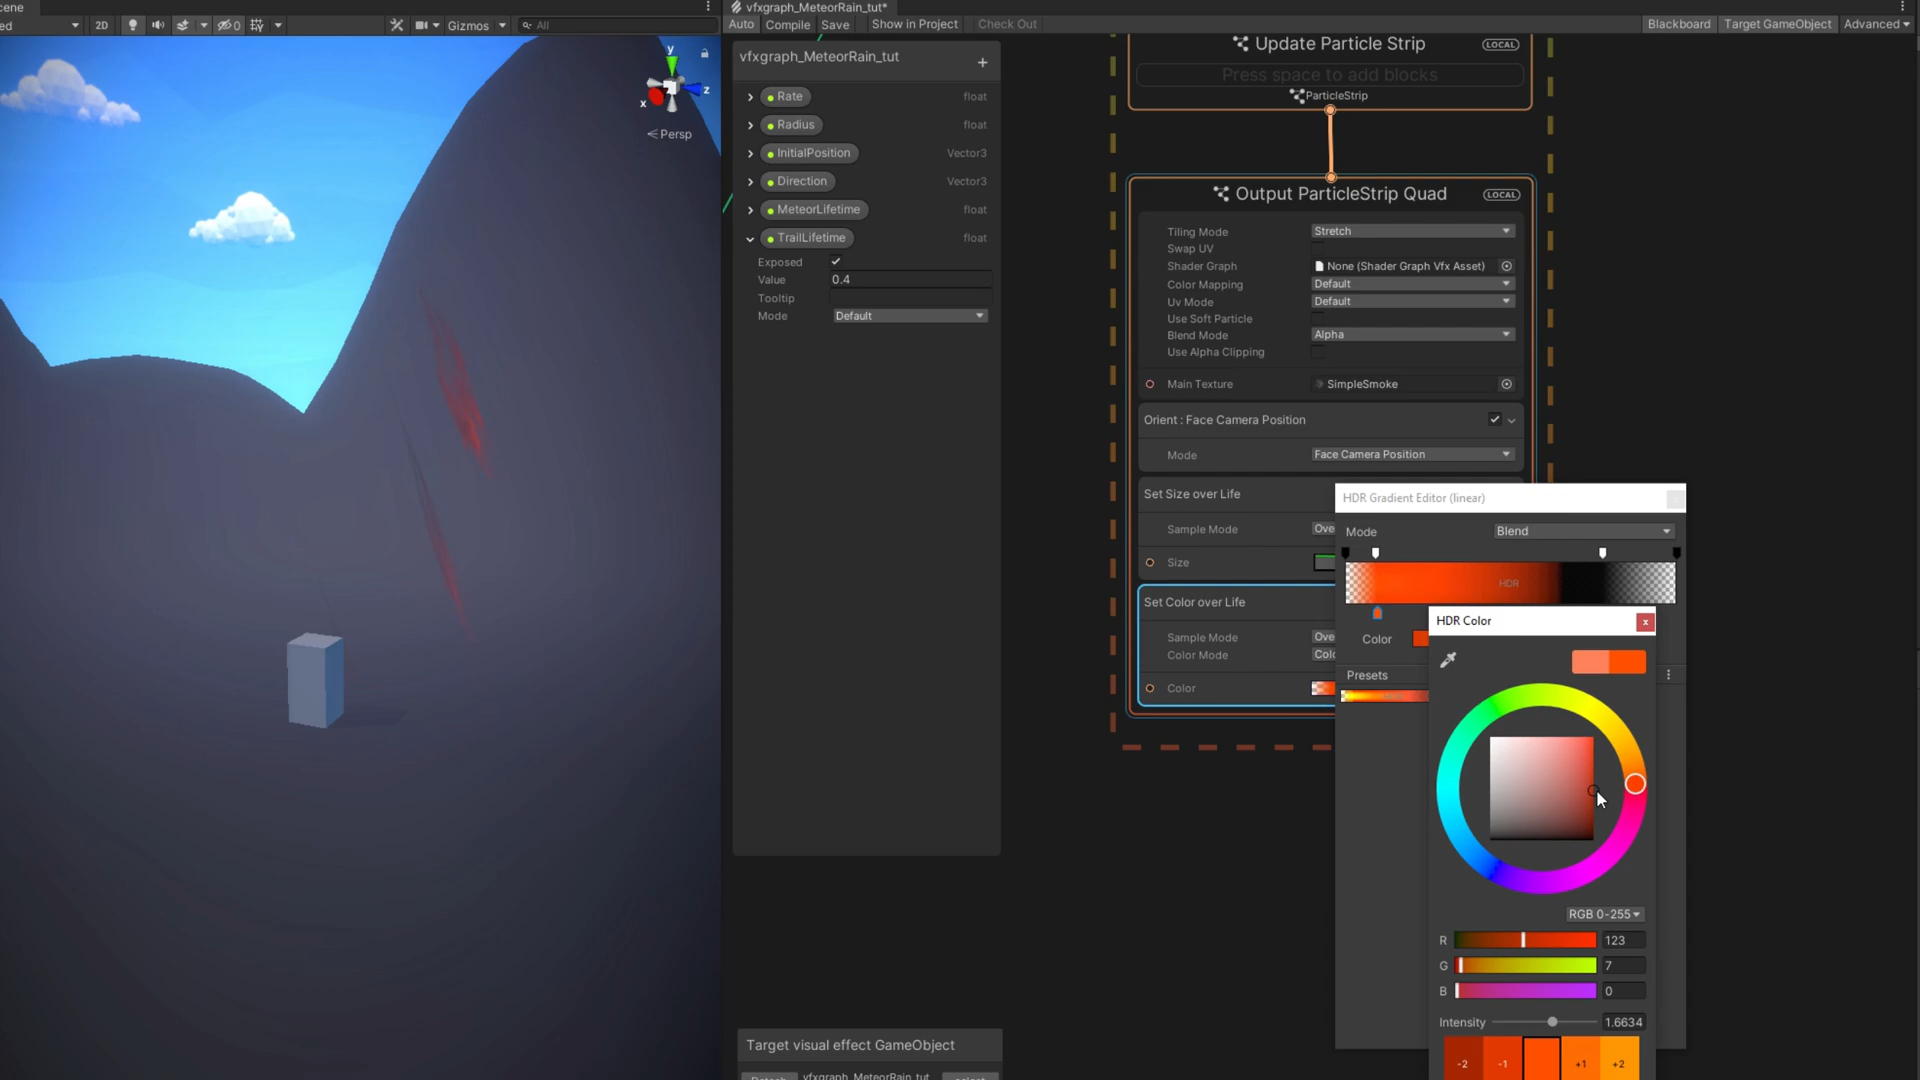 cene
ed
2D
0
Gizmos
All
y
x
z
Persp
vfxgraph_MeteorRain_tut*
Auto
Compile
Save
Show in Project
Check Out
Blackboard
Target GameObject
Advanced
vfxgraph_MeteorRain_tut
+
Rate float
Radius float
InitialPosition Vector3
Direction Vector3
MeteorLifetime float
TrailLifetime float
Exposed
Value 0.4
Tooltip
Mode Default
Update Particle Strip LOCAL
Press space to add blocks
ParticleStrip
Output ParticleStrip Quad LOCAL
Tiling Mode Stretch
Swap UV
Shader Graph None (Shader Graph Vfx Asset)
Color Mapping Default
Uv Mode Default
Use Soft Particle
Blend Mode Alpha
Use Alpha Clipping
Main Texture SimpleSmoke
Orient : Face Camera Position
Mode Face Camera Position
Set Size over Life
Sample Mode Ove
Size
Set Color over Life
Sample Mode Ove
Color Mode Colo
Color
HDR Gradient Editor (linear)
Mode Blend
HDR
Color
Presets
HDR Color
x
RGB 0-255
R 123
G 7
B 0
Intensity 1.6634
-2 -1 +1 +2
Target visual effect GameObject
vfxgraph_MeteorRain_tut